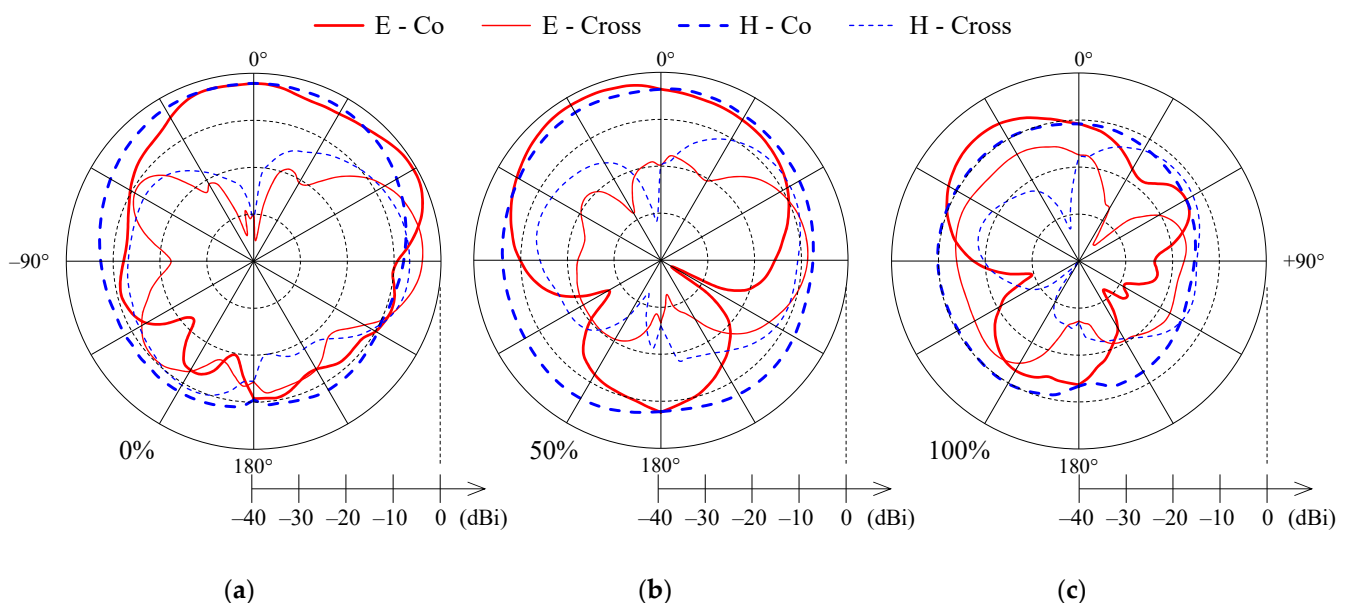 E - Co E - Cross H - Co H - Cross
0° 0° 0°
–90° +90°
0% 50% 100%
180° 180° 180°
–40 –30 –20 –10 0 (dBi) –40 –30 –20 –10 0 (dBi) –40 –30 –20 –10 0 (dBi)
(a) (b) (c)